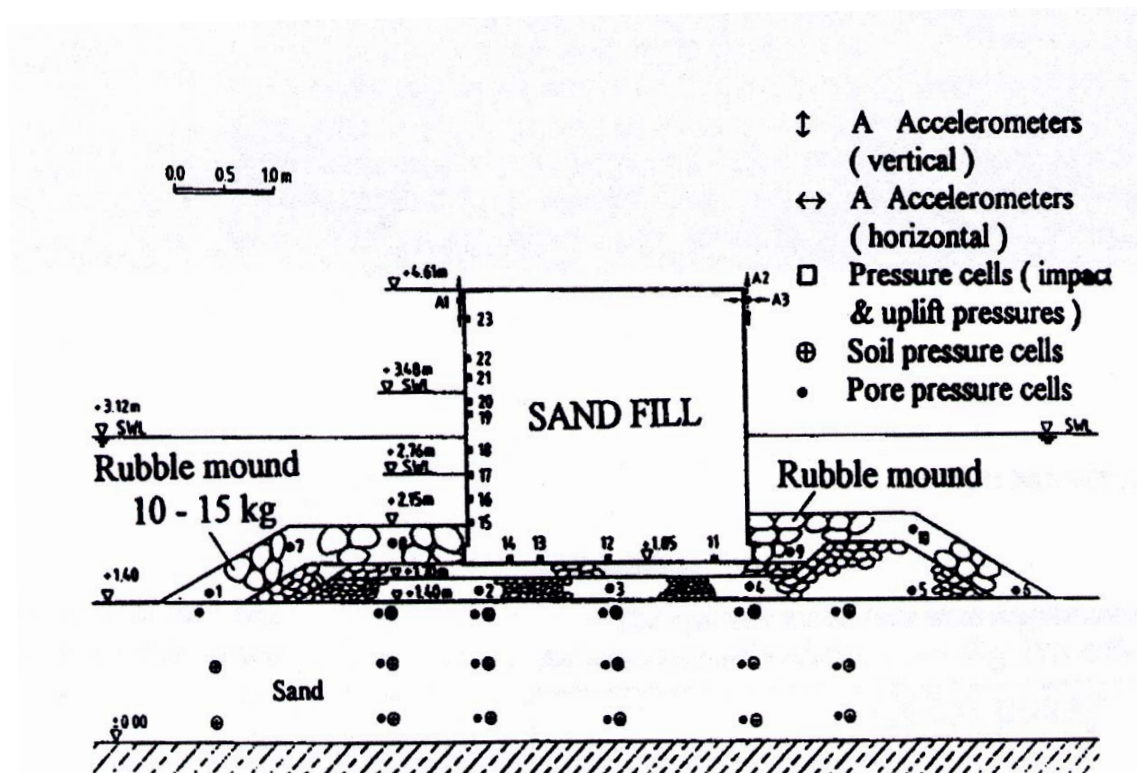 ↕ A Accelerometers
( vertical )
↔ A Accelerometers
( horizontal )
□ Pressure cells ( impact
& uplift pressures )
⊕ Soil pressure cells
• Pore pressure cells
0.0 0.5 1.0m
+4.61m
A1
A2
A3
23
22
21
+3.48m
SWL
20
19
SAND FILL
+3.12m
SWL
SWL
18
+2.76m
SWL
17
Rubble mound
10 - 15 kg
Rubble mound
16
+2.15m
15
7
8
14 13 12 +1.85 11
9
10
+1.40
1
+1.40m
2
3
4
5
6
Sand
±0.00